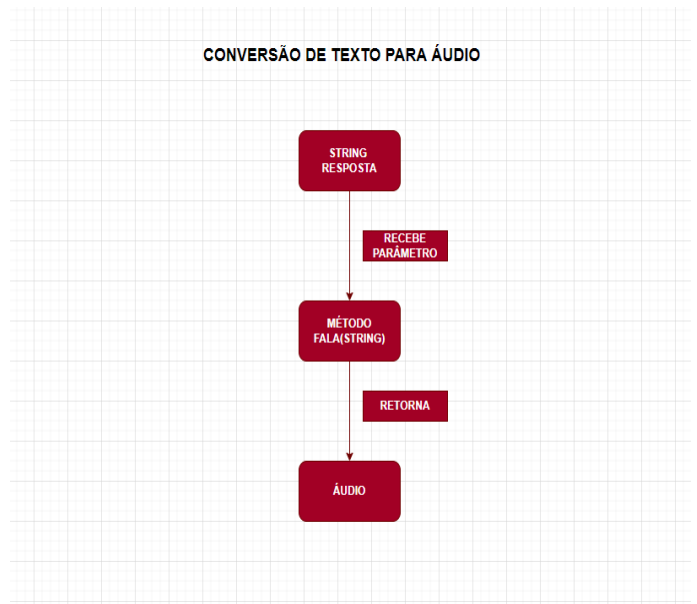 CONVERSÃO DE TEXTO PARA ÁUDIO
STRING
RESPOSTA
RECEBE
PARÂMETRO
MÉTODO
FALA(STRING)
RETORNA
ÁUDIO